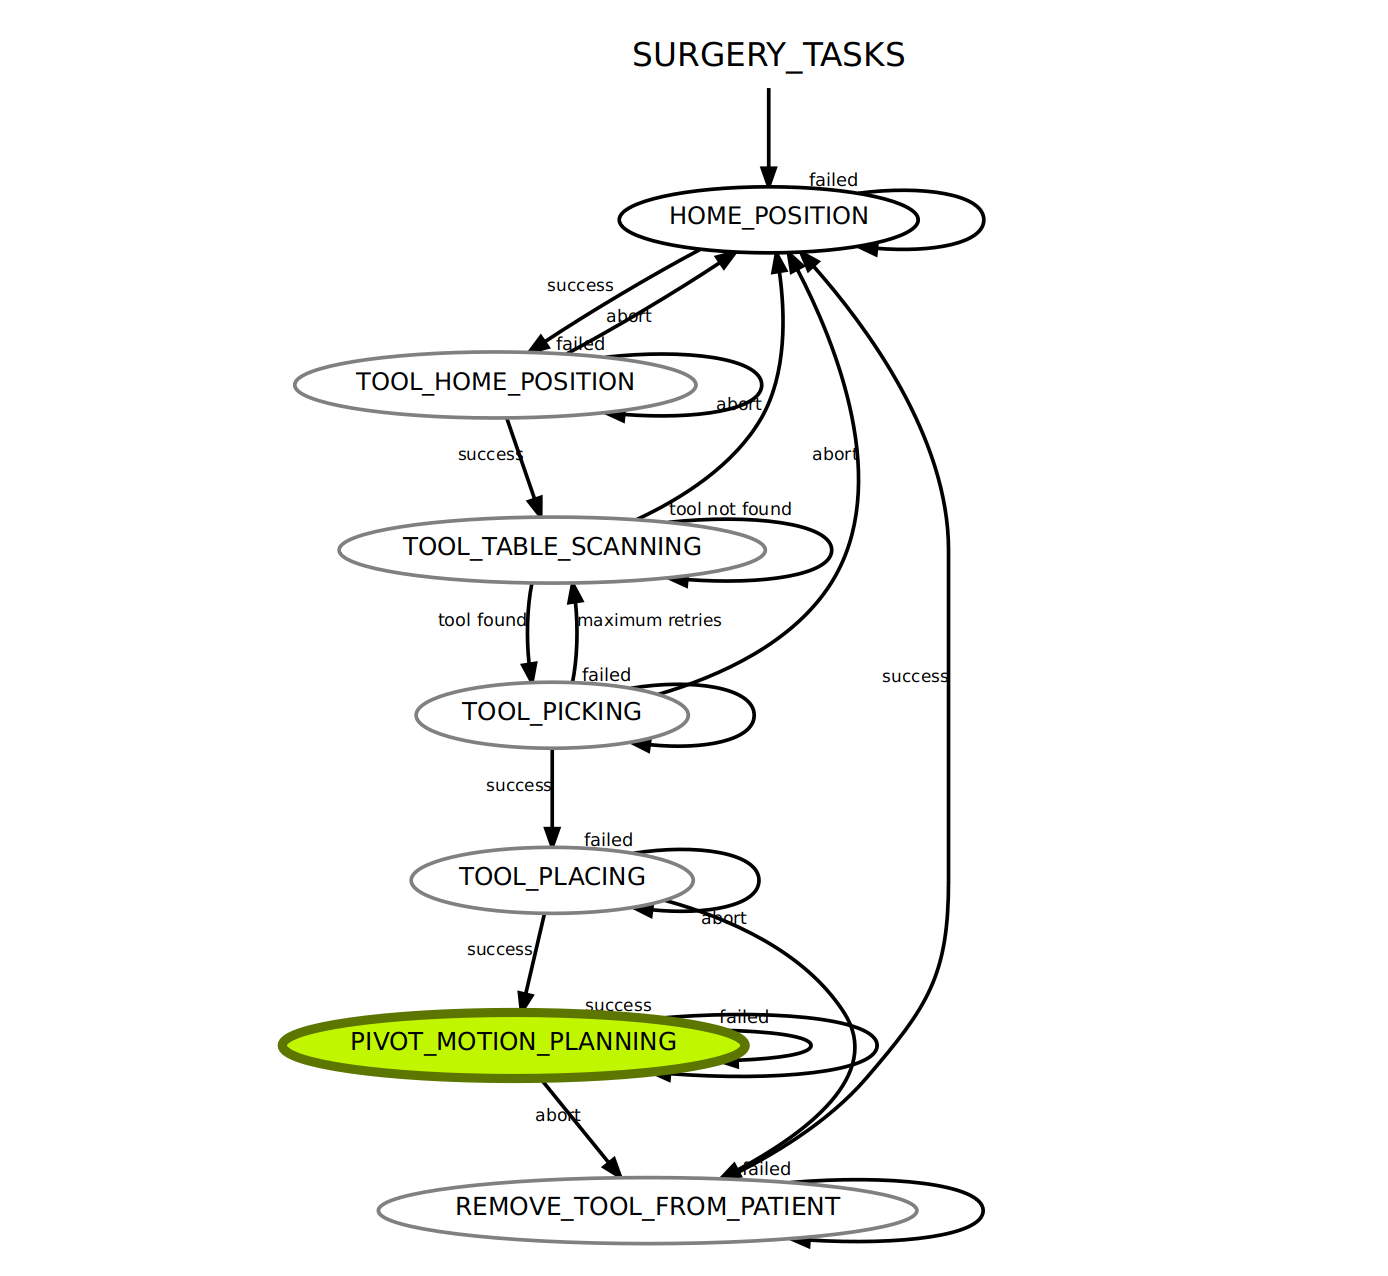 SURGERY_TASKS
failed
HOME_POSITION
success
abort
failed
TOOL_HOME_POSITION
abort
success
abort
tool not found
TOOL_TABLE_SCANNING
tool found
maximum retries
failed
success
TOOL_PICKING
success
failed
TOOL_PLACING
abort
success
success
failed
PIVOT_MOTION_PLANNING
abort
failed
REMOVE_TOOL_FROM_PATIENT